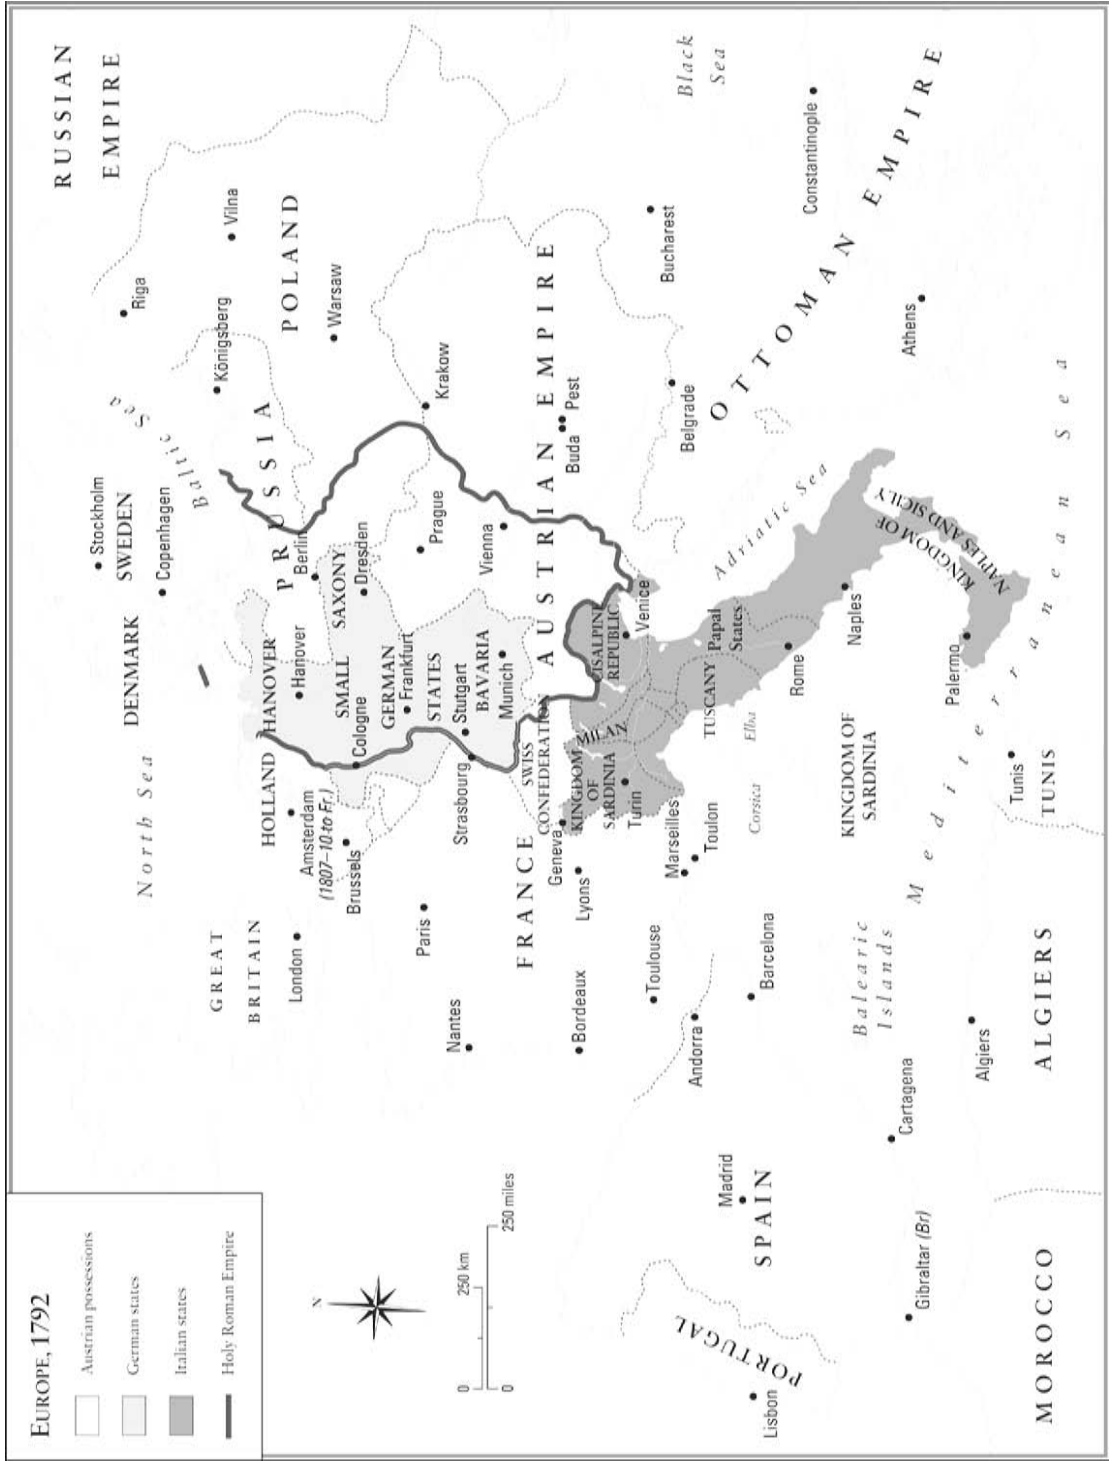 EUROPE, 1792
Austrian possessions
German states
Italian states
Holy Roman Empire
N
0
250 km
0
250 miles
RUSSIAN
EMPIRE
Riga
Vilna
Königsberg
Baltic Sea
Stockholm
SWEDEN
Copenhagen
DENMARK
North Sea
GREAT
BRITAIN
London
POLAND
Warsaw
PRUSSIA
Berlin
HANOVER
Hanover
HOLLAND
Amsterdam
(1807–10 to Fr.)
Brussels
SAXONY
Dresden
SMALL
GERMAN
STATES
Cologne
Frankfurt
Stuttgart
BAVARIA
Munich
Strasbourg
Paris
Nantes
Krakow
Prague
Vienna
AUSTRIAN EMPIRE
Buda
Pest
SWISS
CONFEDERATION
Geneva
FRANCE
Lyons
Bordeaux
Toulouse
Marseilles
Toulon
Andorra
Barcelona
KINGDOM
OF
SARDINIA
Turin
MILAN
CISALPINE
REPUBLIC
Venice
TUSCANY
Papal
States
Elba
Corsica
Rome
Naples
KINGDOM OF
NAPLES AND SICILY
Palermo
KINGDOM OF
SARDINIA
Adriatic Sea
Belgrade
Bucharest
Black
Sea
Constantinople
OTTOMAN EMPIRE
Athens
Mediterranean Sea
Balearic
Islands
Madrid
SPAIN
PORTUGAL
Lisbon
Cartagena
Gibraltar (Br)
MOROCCO
Algiers
ALGIERS
Tunis
TUNIS